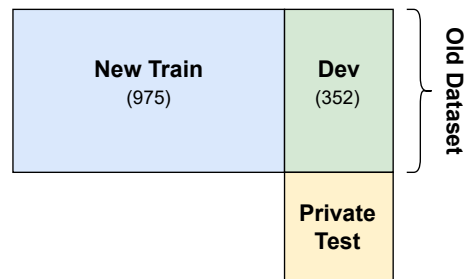 New Train
(975)
Dev
(352)
Old Dataset
Private
Test